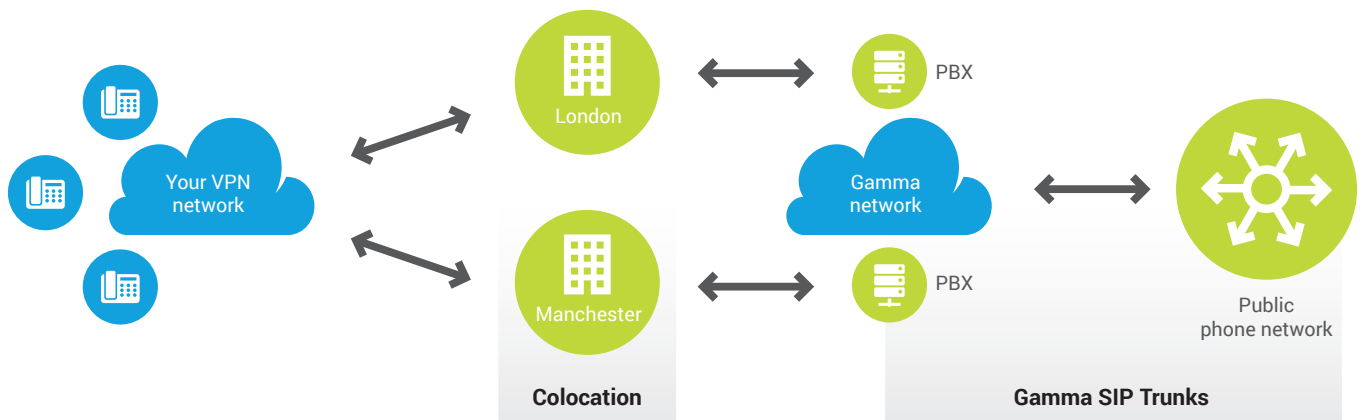 Your VPN
network
London
Manchester
Colocation
PBX
Gamma
network
PBX
Public
phone network
Gamma SIP Trunks